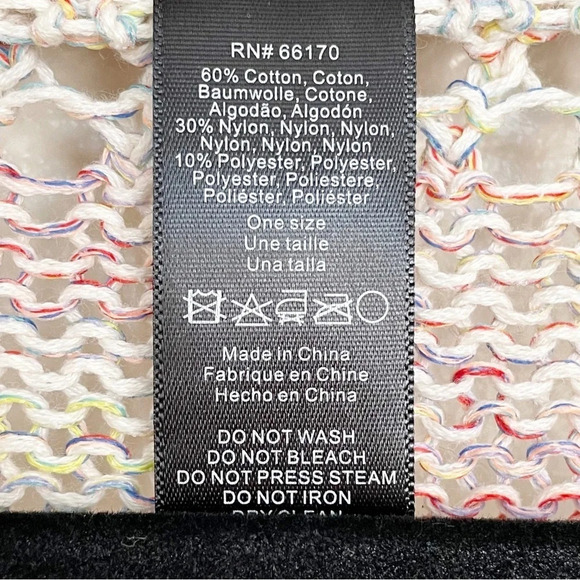 RN# 66170
60% Cotton, Coton,
Baumwolle, Cotone,
Algodão, Algodón
30% Nylon, Nylon, Nylon,
Nylon, Nylon, Nylon
10% Polyester, Polyester,
Polyester, Poliestere,
Poliéster, Poliéster
One size
Une taille
Una talla
Made in China
Fabrique en Chine
Hecho en China
DO NOT WASH
DO NOT BLEACH
DO NOT PRESS STEAM
DO NOT IRON
DRY CLEAN